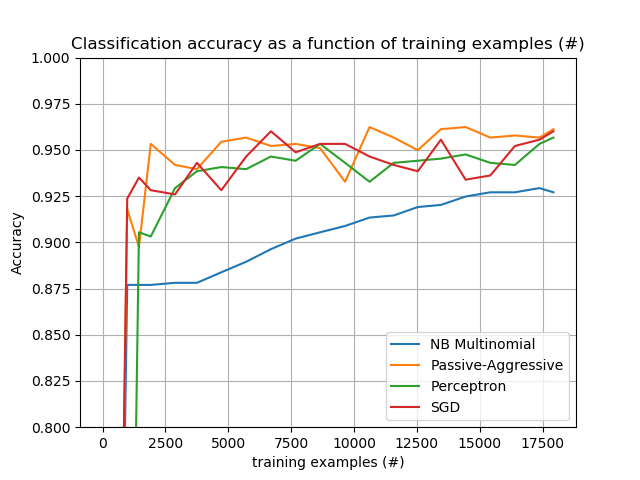 Classification accuracy as a function of training examples (#)
1.000
0.975
0.950
0.925
0.900
0.875
0.850
0.825
0.800
Accuracy
NB Multinomial
Passive-Aggressive
Perceptron
SGD
0 2500 5000 7500 10000 12500 15000 17500
training examples (#)